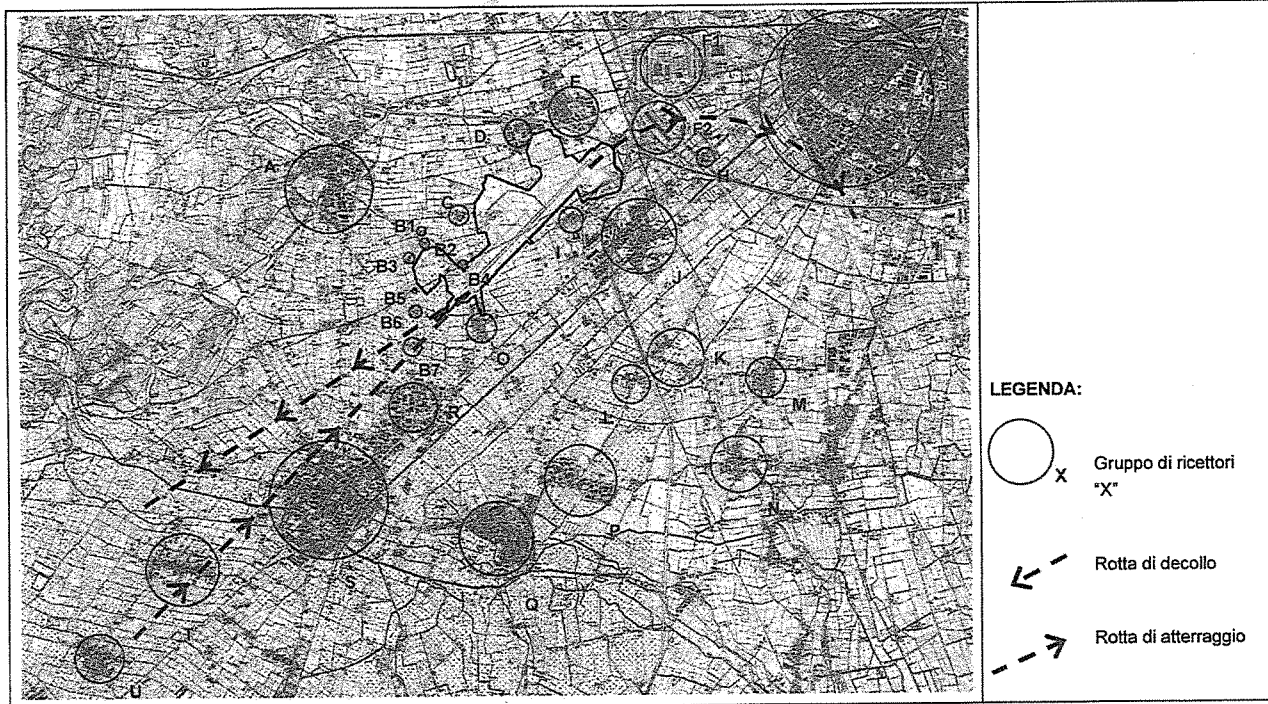 F1
E
D
F2
H
A
C
B1
B2
B3
I
J
B4
B5
B6
O
B7
K
R
M
L
N
P
S
Q
U
LEGENDA:
X
Gruppo di ricettori
"X"
Rotta di decollo
Rotta di atterraggio